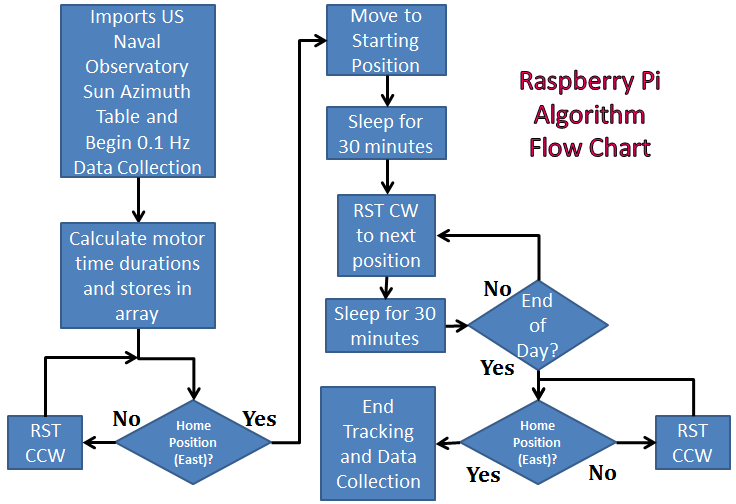 Imports US
Naval
Observatory
Sun Azimuth
Table and
Begin 0.1 Hz
Data Collection
Calculate motor
time durations
and stores in
array
No
Home
Position
(East)?
Yes
RST
CCW
Move to
Starting
Position
Sleep for
30 minutes
RST CW
to next
position
Sleep for 30
minutes
No
End
of
Day?
Yes
Home
Position
(East)?
Yes
No
RST
CCW
End
Tracking
and Data
Collection
Raspberry Pi
Algorithm
Flow Chart